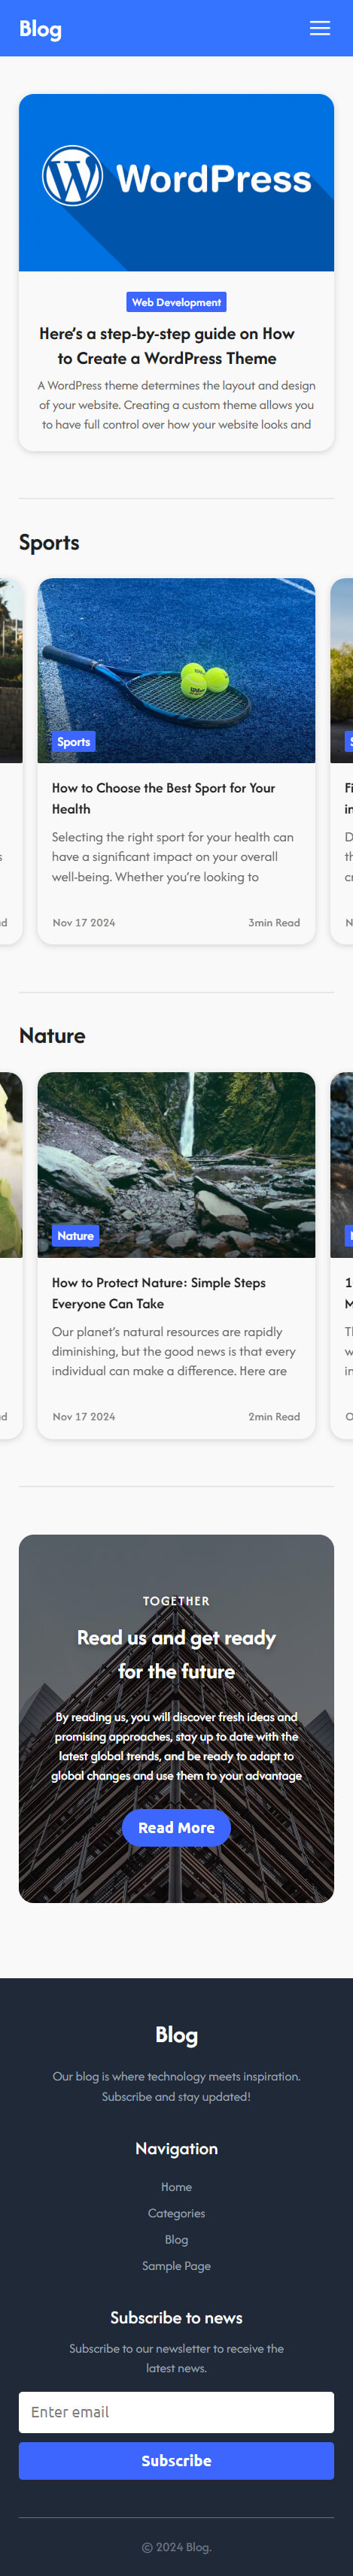 Blog
WordPress
Web Development
Here's a step-by-step guide on How
to Create a WordPress Theme
A WordPress theme determines the layout and design
of your website. Creating a custom theme allows you
to have full control over how your website looks and
Sports
Sports
How to Choose the Best Sport for Your
Health
Selecting the right sport for your health can
have a significant impact on your overall
well-being. Whether you're looking to
Nov 17 2024
3min Read
Nature
Nature
How to Protect Nature: Simple Steps
Everyone Can Take
Our planet's natural resources are rapidly
diminishing, but the good news is that every
individual can make a difference. Here are
Nov 17 2024
2min Read
TOGETHER
Read us and get ready
for the future
By reading us, you will discover fresh ideas and
promising approaches, stay up to date with the
latest global trends, and be ready to adapt to
global changes and use them to your advantage
Read More
Blog
Our blog is where technology meets inspiration.
Subscribe and stay updated!
Navigation
Home
Categories
Blog
Sample Page
Subscribe to news
Subscribe to our newsletter to receive the
latest news.
Enter email
Subscribe
© 2024 Blog.